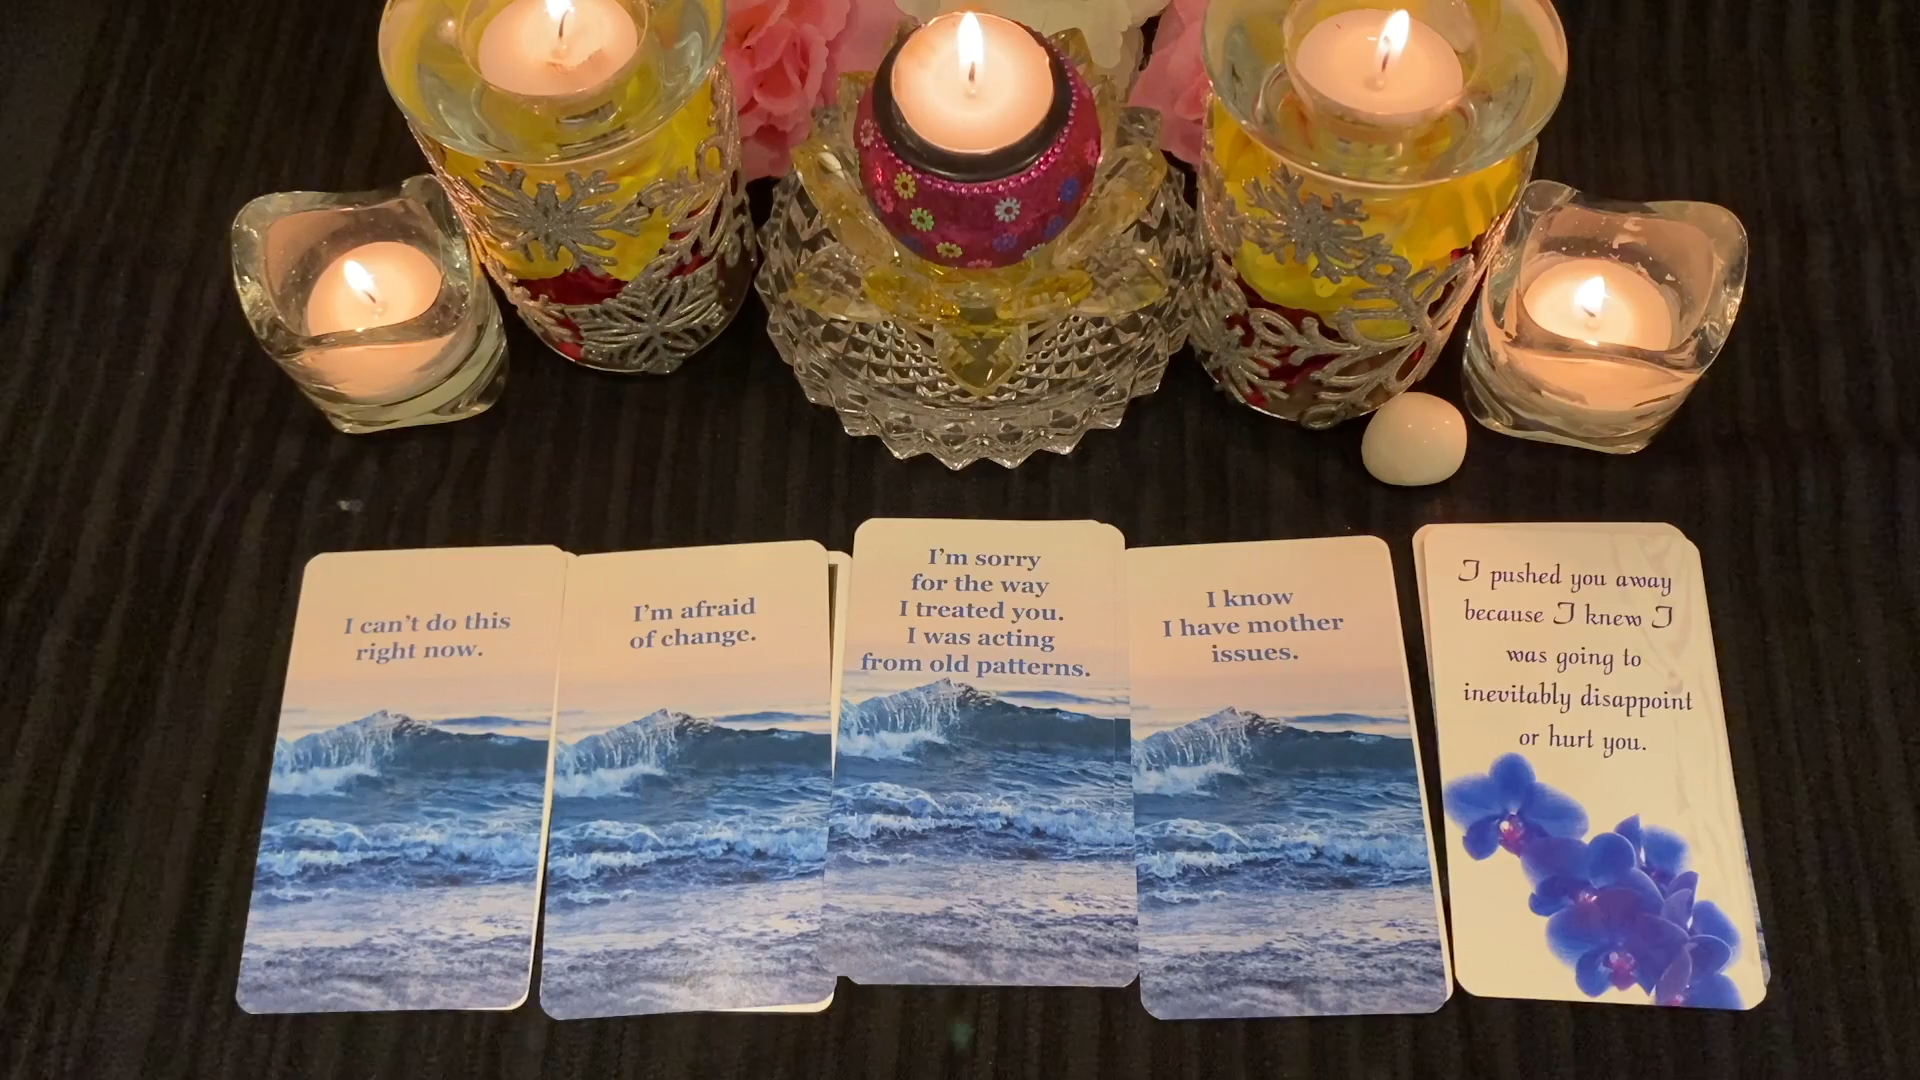 I can't do this
right now.
I'm afraid
of change.
I'm sorry
for the way
I treated you.
I was acting
from old patterns.
I know
I have mother
issues.
I pushed you away
because I knew I
was going to
inevitably disappoint
or hurt you.